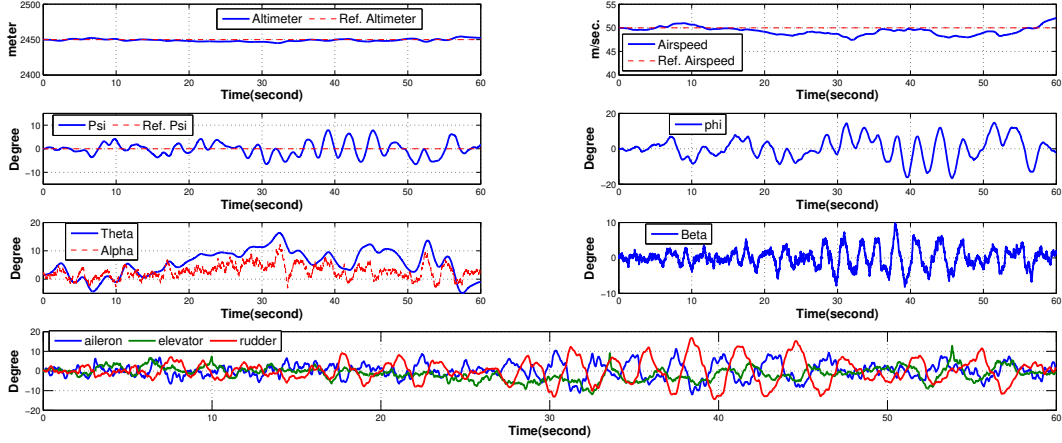 2500
2450
2400
meter
Altimeter
Ref. Altimeter
0 10 20 30 40 50 60
Time(second)
55
50
45
40
m/sec.
Airspeed
Ref. Airspeed
0 10 20 30 40 50 60
Time(second)
10
0
−10
Degree
Psi
Ref. Psi
0 10 20 30 40 50 60
Time(second)
20
0
−20
Degree
phi
0 10 20 30 40 50 60
Time(second)
20
10
0
Degree
Theta
Alpha
0 10 20 30 40 50 60
Time(second)
10
0
−10
Degree
Beta
0 10 20 30 40 50 60
Time(second)
20
10
0
−10
−20
Degree
aileron
elevator
rudder
0 10 20 30 40 50 60
Time(second)